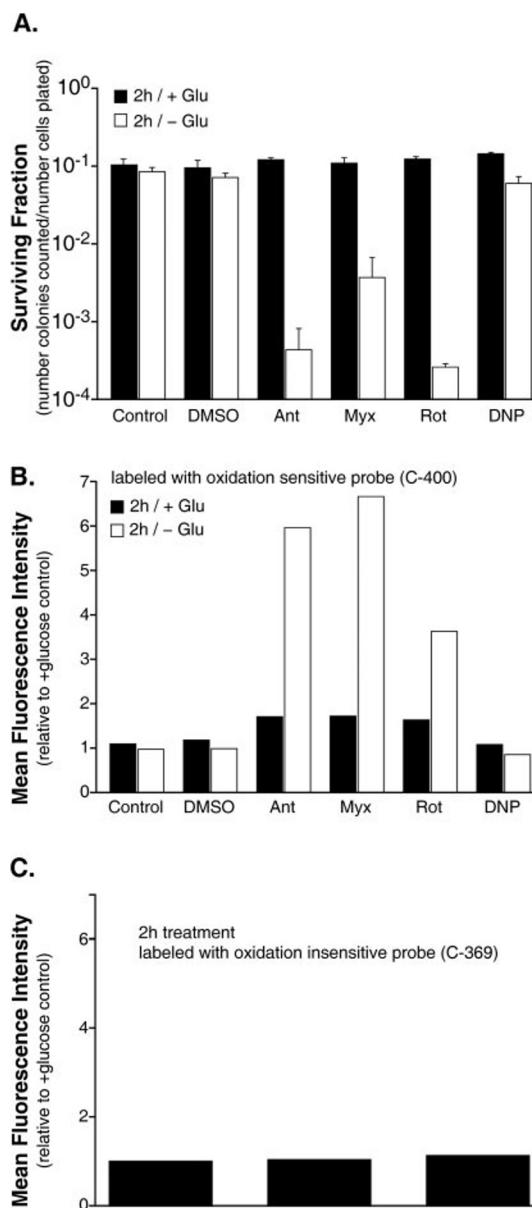 A.
Surviving Fraction
(number colonies counted/number cells plated)
10⁰
10⁻¹
10⁻²
10⁻³
10⁻⁴
2h / + Glu
2h / − Glu
Control DMSO Ant Myx Rot DNP
B.
Mean Fluorescence Intensity
(relative to +glucose control)
labeled with oxidation sensitive probe (C-400)
2h / + Glu
2h / − Glu
7
6
5
4
3
2
1
0
Control DMSO Ant Myx Rot DNP
C.
Mean Fluorescence Intensity
(relative to +glucose control)
2h treatment
labeled with oxidation insensitive probe (C-369)
6
4
2
0